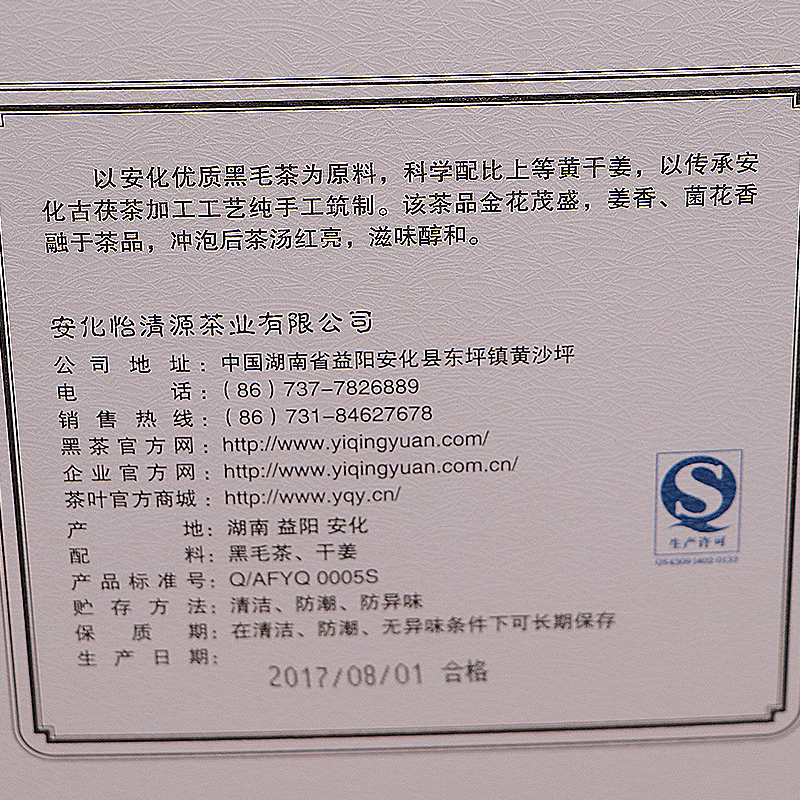 以安化优质黑毛茶为原料，科学配比上等黄干姜，以传承安
化古茯茶加工工艺纯手工筑制。该茶品金花茂盛，姜香、菌花香
融于茶品，冲泡后茶汤红亮，滋味醇和。
安化怡清源茶业有限公司
公司地址：中国湖南省益阳安化县东坪镇黄沙坪
电话：（86）737-7826889
销售热线：（86）731-84627678
黑茶官方网：http://www.yiqingyuan.com/
企业官方网：http://www.yiqingyuan.com.cn/
茶叶官方商城：http://www.yqy.cn/
产地：湖南 益阳 安化
配料：黑毛茶、干姜
产品标准号：Q/AFYQ 0005S
贮存方法：清洁、防潮、防异味
保质期：在清洁、防潮、无异味条件下可长期保存
生产日期：
2017/08/01 合格
生产许可